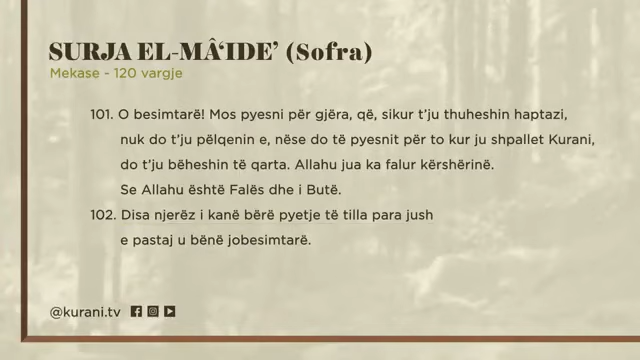 SURJA EL-MÂ‘IDE’ (Sofra)
Mekase - 120 vargje
101. O besimtarë! Mos pyesni për gjëra, që, sikur t’ju thuheshin haptazi,
nuk do t’ju pëlqenin e, nëse do të pyesnit për to kur ju shpallet Kurani,
do t’ju bëheshin të qarta. Allahu jua ka falur kërshërinë.
Se Allahu është Falës dhe i Butë.
102. Disa njerëz i kanë bërë pyetje të tilla para jush
e pastaj u bënë jobesimtarë.
@kurani.tv